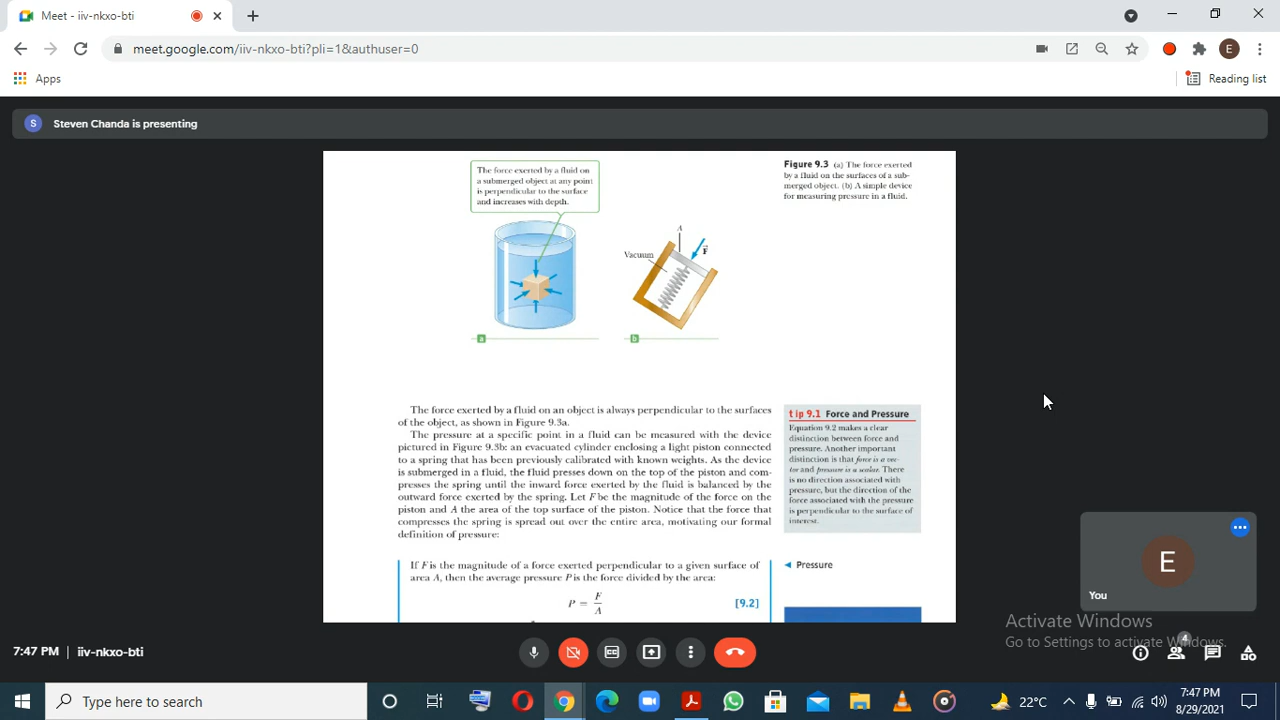 Meet - iiv-nkxo-bti
meet.google.com/iiv-nkxo-bti?pli=1&authuser=0
E
Apps
Reading list
S Steven Chanda is presenting
The force exerted by a fluid on
a submerged object at any point
is perpendicular to the surface
and increases with depth.
Figure 9.3 (a) The force exerted
by a fluid on the surfaces of a sub-
merged object. (b) A simple device
for measuring pressure in a fluid.
A
F
Vacuum
a
b
The force exerted by a fluid on an object is always perpendicular to the surfaces
of the object, as shown in Figure 9.3a.
The pressure at a specific point in a fluid can be measured with the device
pictured in Figure 9.3b: an evacuated cylinder enclosing a light piston connected
to a spring that has been previously calibrated with known weights. As the device
is submerged in a fluid, the fluid presses down on the top of the piston and com-
presses the spring until the inward force exerted by the fluid is balanced by the
outward force exerted by the spring. Let F be the magnitude of the force on the
piston and A the area of the top surface of the piston. Notice that the force that
compresses the spring is spread out over the entire area, motivating our formal
definition of pressure:
tip 9.1 Force and Pressure
Equation 9.2 makes a clear
distinction between force and
pressure. Another important
distinction is that force is a vec-
tor and pressure is a scalar. There
is no direction associated with
pressure, but the direction of the
force associated with the pressure
is perpendicular to the surface of
interest.
If F is the magnitude of a force exerted perpendicular to a given surface of
area A, then the average pressure P is the force divided by the area:
P = F/A [9.2]
Pressure
E
You
Activate Windows
Go to Settings to activate Windows.
7:47 PM | iiv-nkxo-bti
4
Type here to search
22°C
7:47 PM
8/29/2021